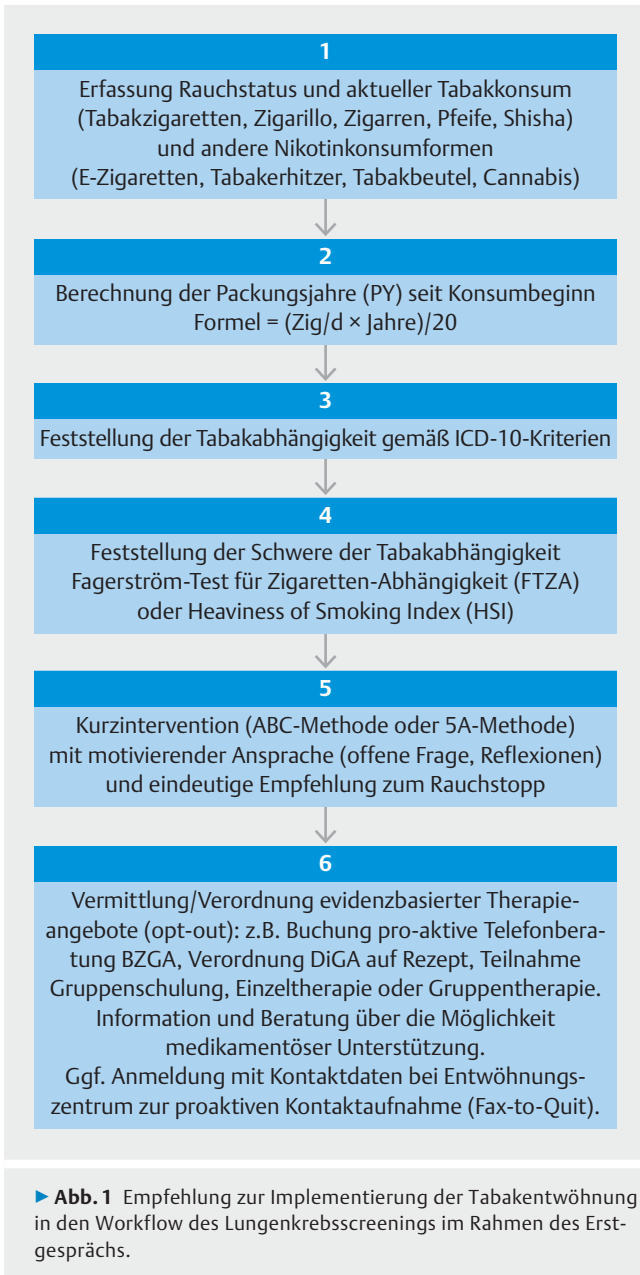 1
Erfassung Rauchstatus und aktueller Tabakkonsum
(Tabakzigaretten, Zigarillo, Zigarren, Pfeife, Shisha)
und andere Nikotinkonsumformen
(E-Zigaretten, Tabakerhitzer, Tabakbeutel, Cannabis)
2
Berechnung der Packungsjahre (PY) seit Konsumbeginn
Formel = (Zig/d × Jahre)/20
3
Feststellung der Tabakabhängigkeit gemäß ICD-10-Kriterien
4
Feststellung der Schwere der Tabakabhängigkeit
Fagerström-Test für Zigaretten-Abhängigkeit (FTZA)
oder Heaviness of Smoking Index (HSI)
5
Kurzintervention (ABC-Methode oder 5A-Methode)
mit motivierender Ansprache (offene Frage, Reflexionen)
und eindeutige Empfehlung zum Rauchstopp
6
Vermittlung/Verordnung evidenzbasierter Therapie-
angebote (opt-out): z.B. Buchung pro-aktive Telefonbera-
tung BZGA, Verordnung DiGA auf Rezept, Teilnahme
Gruppenschulung, Einzeltherapie oder Gruppentherapie.
Information und Beratung über die Möglichkeit
medikamentöser Unterstützung.
Ggf. Anmeldung mit Kontaktdaten bei Entwöhnungs-
zentrum zur proaktiven Kontaktaufnahme (Fax-to-Quit).
▶ Abb. 1 Empfehlung zur Implementierung der Tabakentwöhnung
in den Workflow des Lungenkrebsscreenings im Rahmen des Erst-
gesprächs.